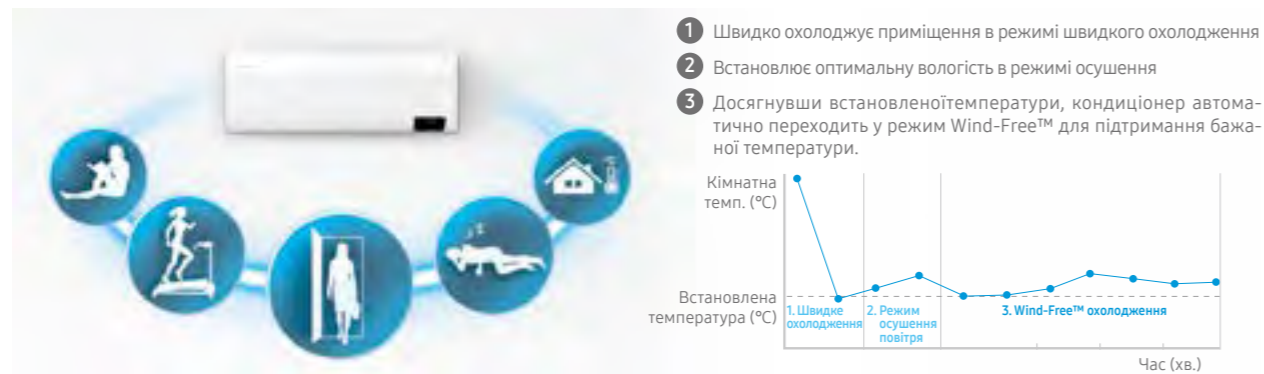 1 Швидко охолоджує приміщення в режимі швидкого охолодження
2 Встановлює оптимальну вологість в режимі осушення
3 Досягнувши встановленоїтемператури, кондиціонер автома-
тично переходить у режим Wind-Free™ для підтримання бажа-
ної температури.
Кімнатна
темп. (°C)
Встановлена
температура (°C)
1. Швидке
охолодження
2. Режим
осушення
повітря
3. Wind-Free™ охолодження
Час (хв.)